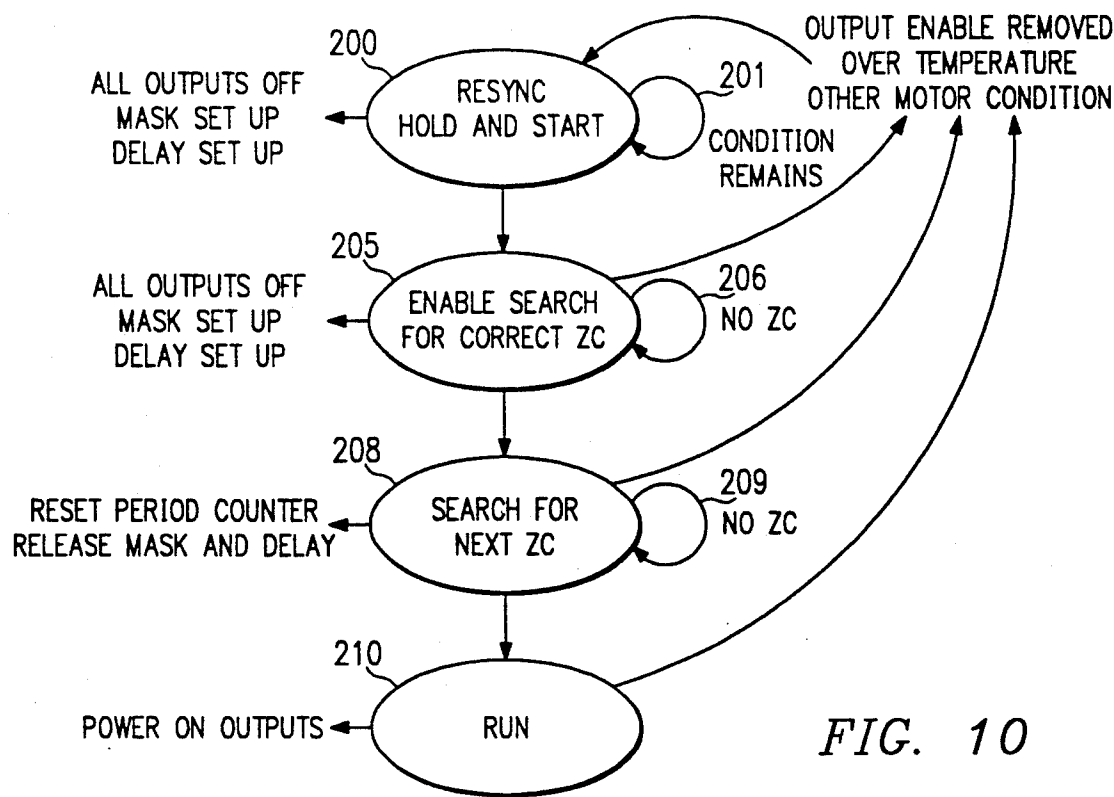 OUTPUT ENABLE REMOVED
OVER TEMPERATURE
OTHER MOTOR CONDITION
200
ALL OUTPUTS OFF
MASK SET UP
DELAY SET UP
RESYNC
HOLD AND START
201
CONDITION
REMAINS
205
ALL OUTPUTS OFF
MASK SET UP
DELAY SET UP
ENABLE SEARCH
FOR CORRECT ZC
206
NO ZC
208
RESET PERIOD COUNTER
RELEASE MASK AND DELAY
SEARCH FOR
NEXT ZC
209
NO ZC
210
POWER ON OUTPUTS
RUN
FIG. 10